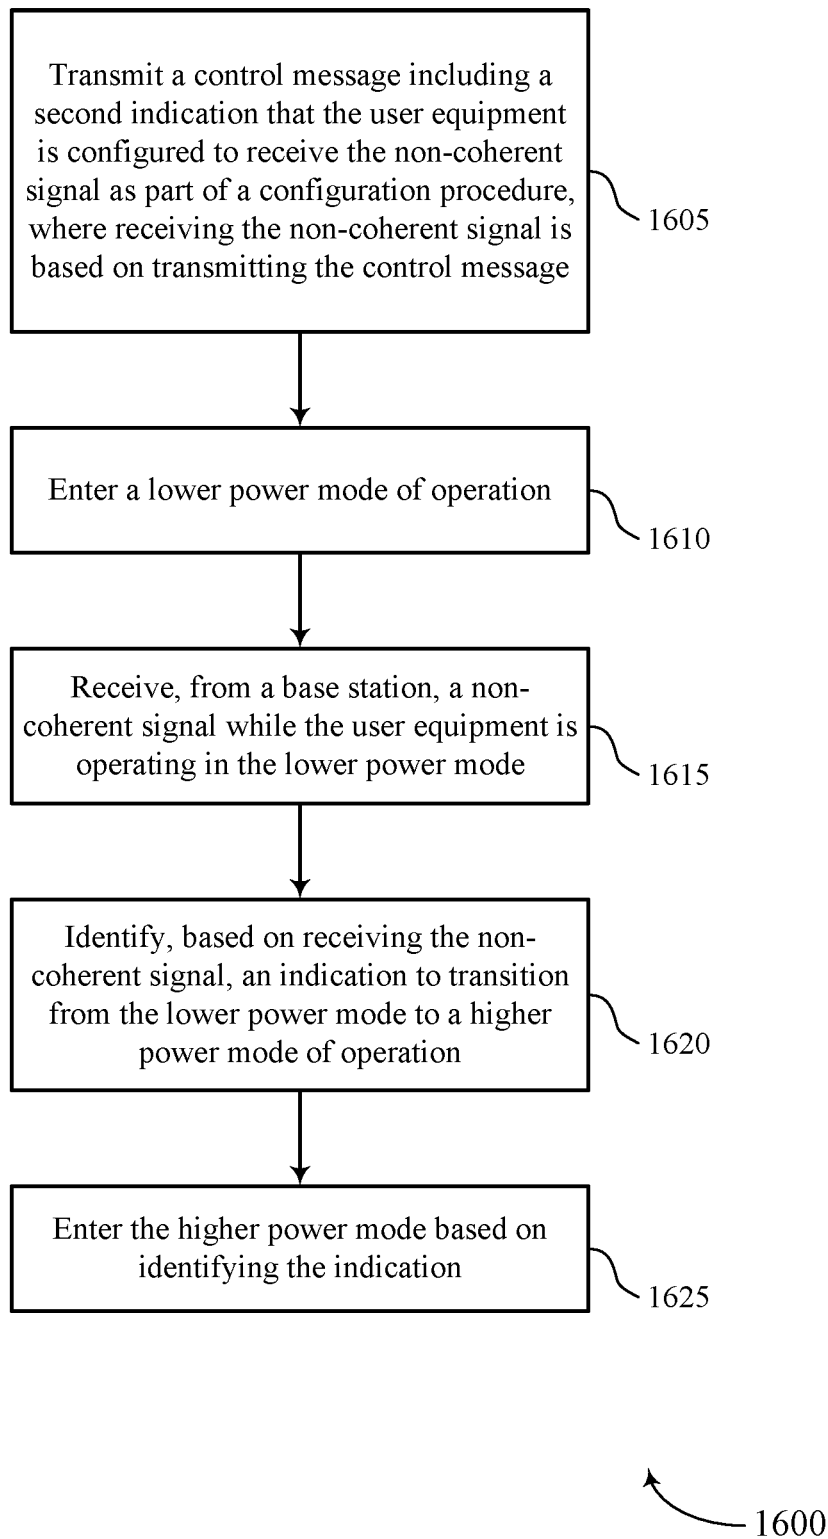 Transmit a control message including a
second indication that the user equipment
is configured to receive the non-coherent
signal as part of a configuration procedure,
where receiving the non-coherent signal is
based on transmitting the control message
1605
Enter a lower power mode of operation
1610
Receive, from a base station, a non-
coherent signal while the user equipment is
operating in the lower power mode
1615
Identify, based on receiving the non-
coherent signal, an indication to transition
from the lower power mode to a higher
power mode of operation
1620
Enter the higher power mode based on
identifying the indication
1625
1600